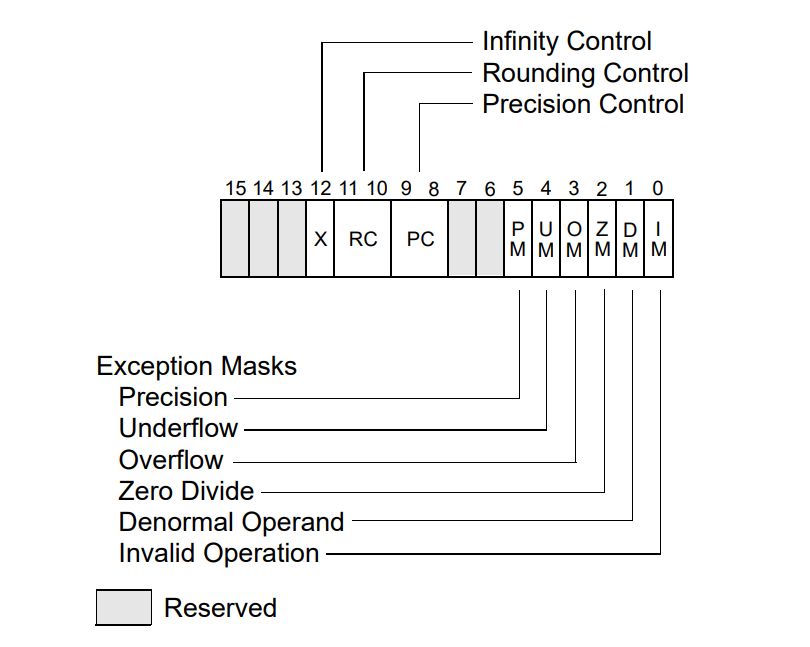 Infinity Control
Rounding Control
Precision Control
15 14 13 12 11 10 9 8 7 6 5 4 3 2 1 0
X RC PC P M U M O M Z M D M I M
Exception Masks
Precision
Underflow
Overflow
Zero Divide
Denormal Operand
Invalid Operation
Reserved